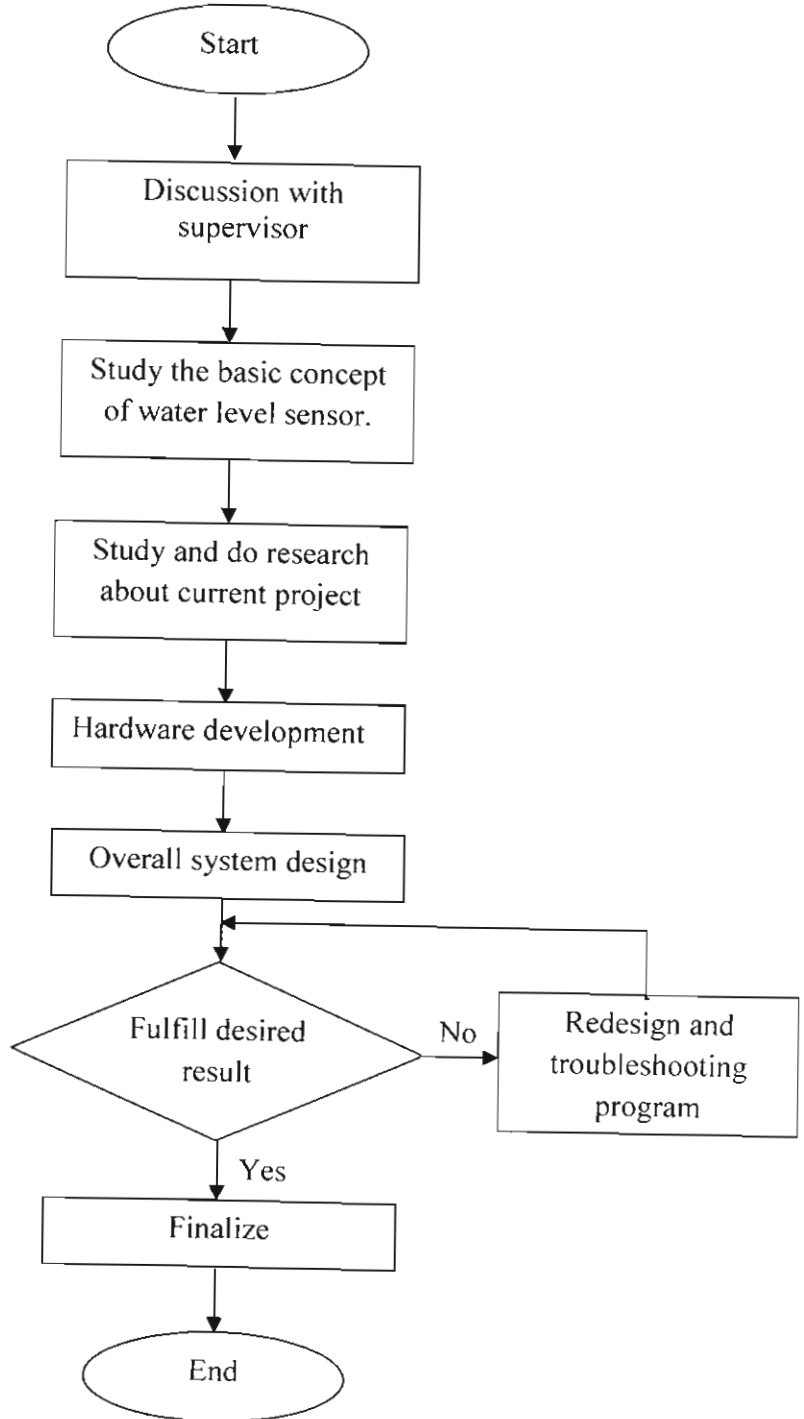 Start
Discussion with
supervisor
Study the basic concept
of water level sensor.
Study and do research
about current project
Hardware development
Overall system design
Fulfill desired
result
No
Redesign and
troubleshooting
program
Yes
Finalize
End